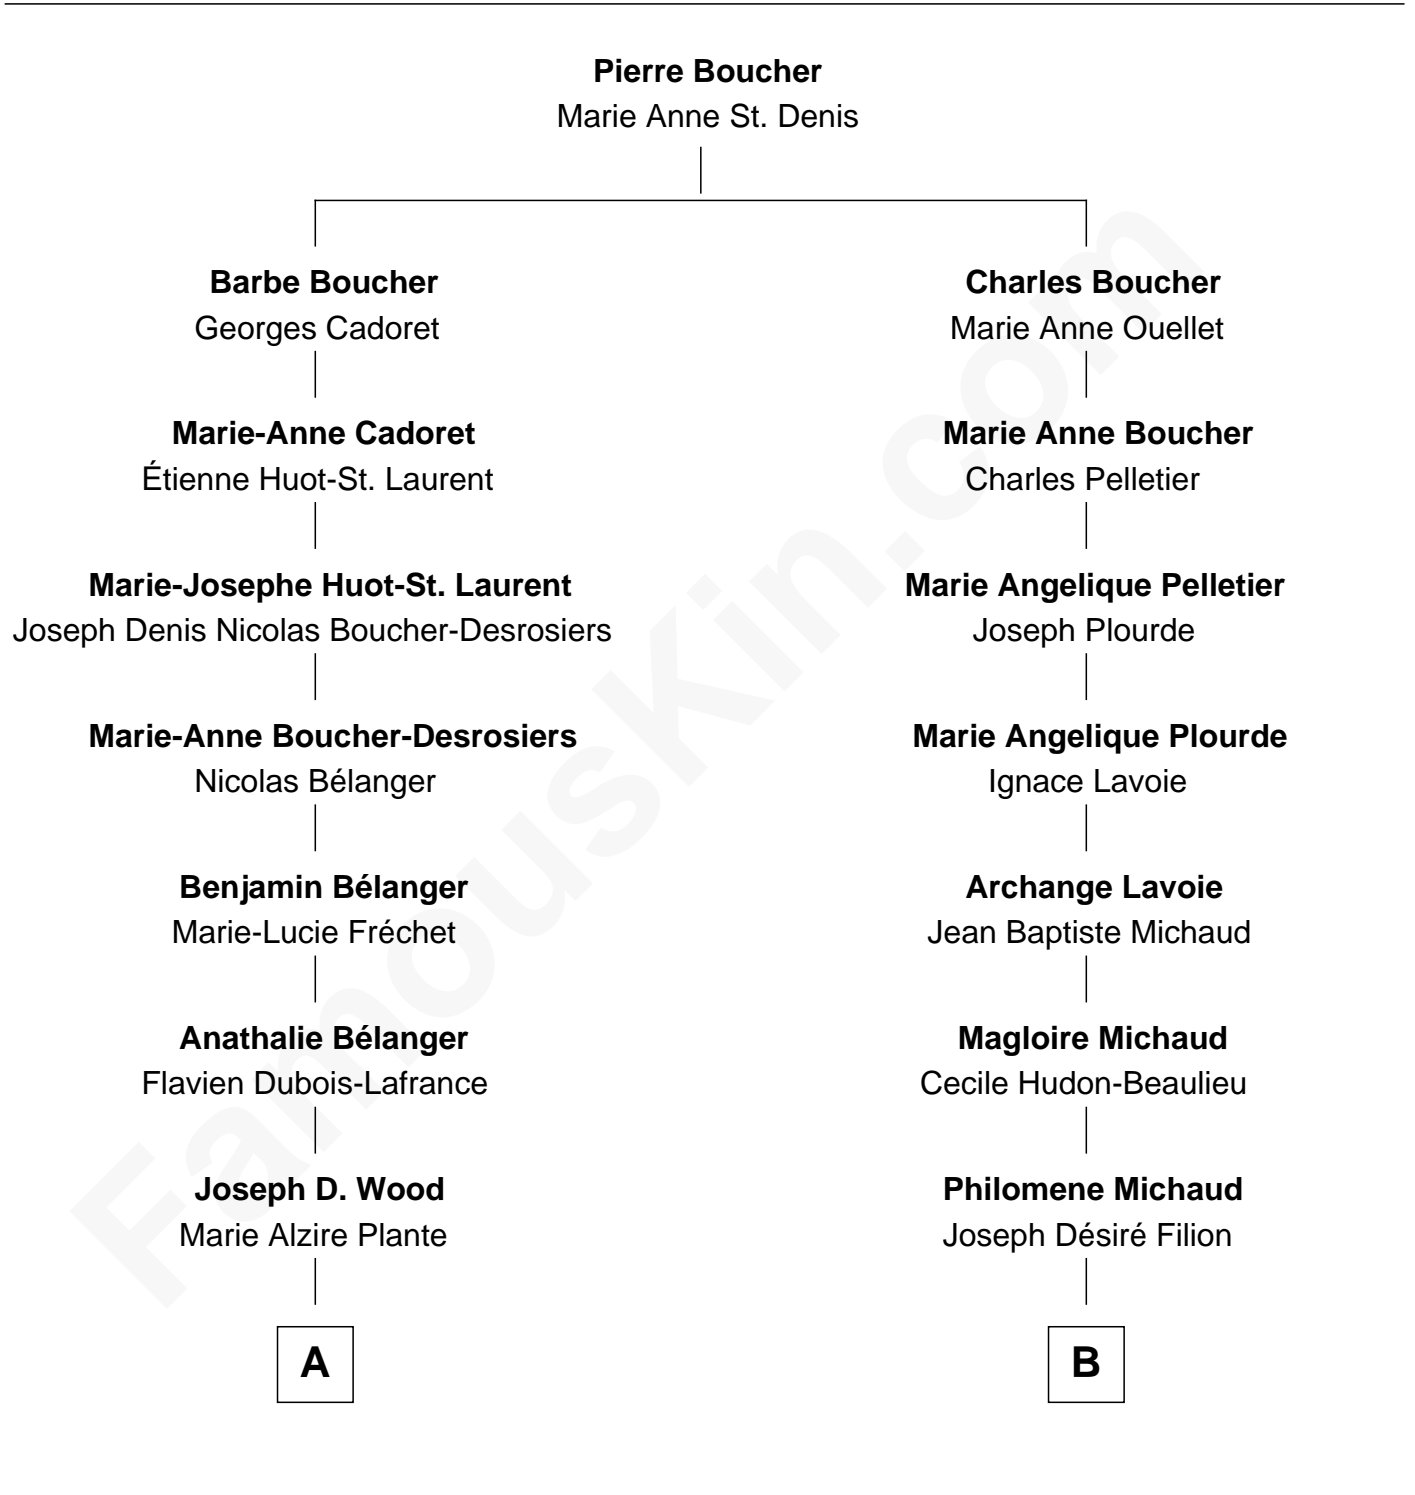 Pierre Boucher
Marie Anne St. Denis
Barbe Boucher
Georges Cadoret
Marie-Anne Cadoret
Étienne Huot-St. Laurent
Marie-Josephe Huot-St. Laurent
Joseph Denis Nicolas Boucher-Desrosiers
Marie-Anne Boucher-Desrosiers
Nicolas Bélanger
Benjamin Bélanger
Marie-Lucie Fréchet
Anathalie Bélanger
Flavien Dubois-Lafrance
Joseph D. Wood
Marie Alzire Plante
A
Charles Boucher
Marie Anne Ouellet
Marie Anne Boucher
Charles Pelletier
Marie Angelique Pelletier
Joseph Plourde
Marie Angelique Plourde
Ignace Lavoie
Archange Lavoie
Jean Baptiste Michaud
Magloire Michaud
Cecile Hudon-Beaulieu
Philomene Michaud
Joseph Désiré Filion
B
FamousKin.com